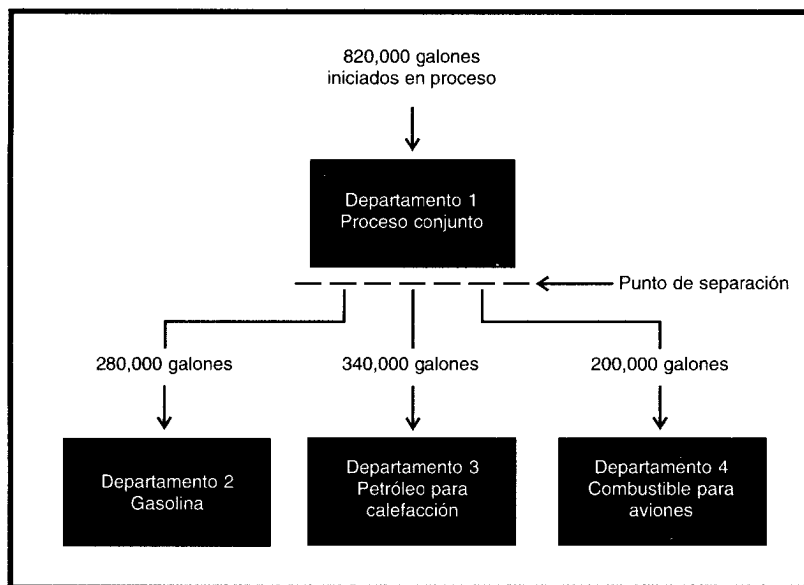 820,000 galones
iniciados en proceso
Departamento 1
Proceso conjunto
Punto de separación
280,000 galones
340,000 galones
200,000 galones
Departamento 2
Gasolina
Departamento 3
Petróleo para
calefacción
Departamento 4
Combustible para
aviones